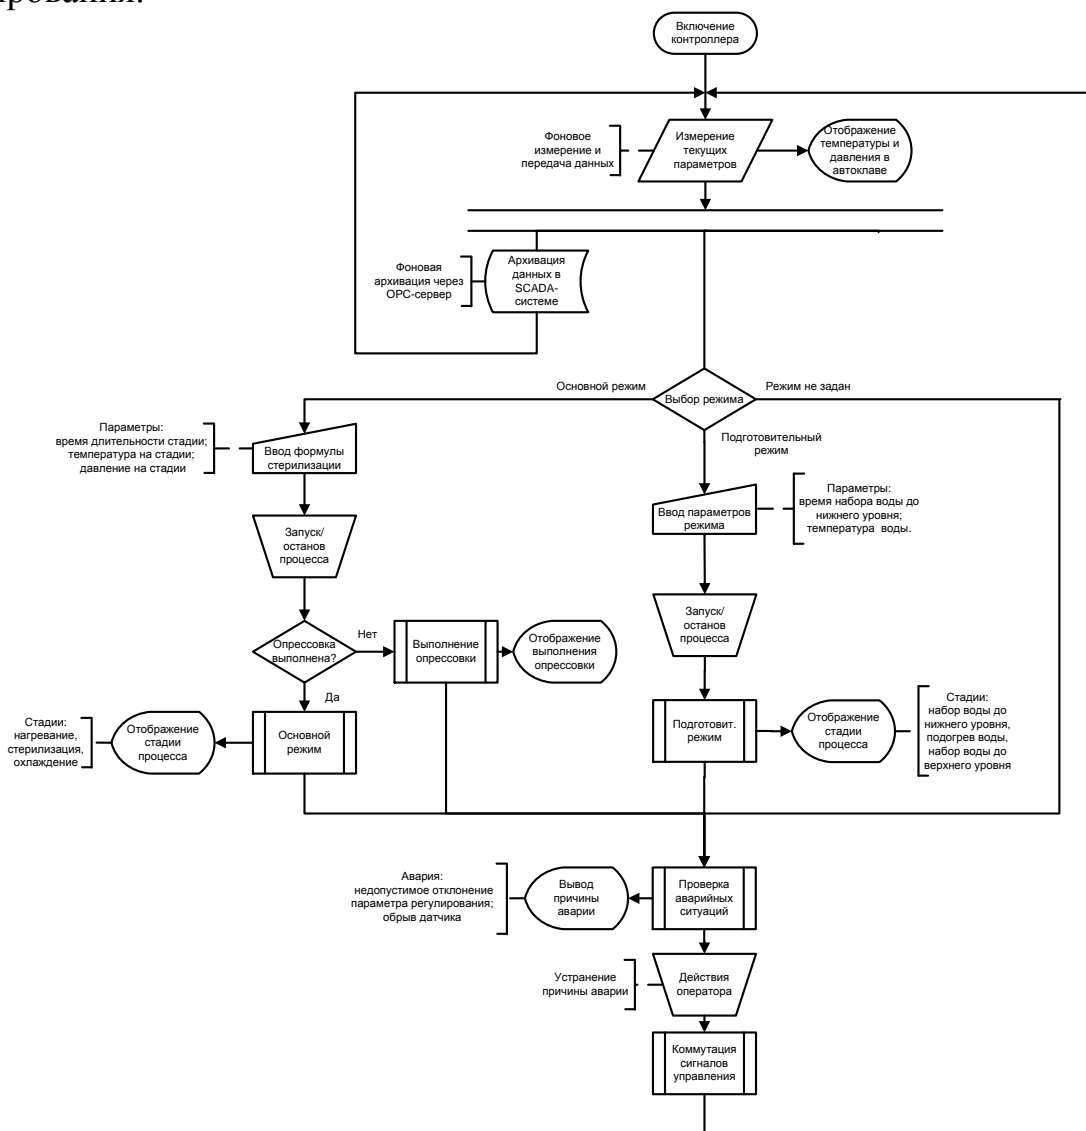 ирования.
Включение
контроллера
Фоновое
измерение и
передача данных
Измерение
текущих
параметров
Отображение
температуры и
давления в
автоклаве
Фоновая
архивация через
OPC-сервер
Архивация
данных в
SCADA-
системе
Основной режим
Выбор режима
Режим не задан
Подготовительный
режим
Параметры:
время длительности стадии;
температура на стадии;
давление на стадии
Ввод формулы
стерилизации
Ввод параметров
режима
Параметры:
время набора воды до
нижнего уровня;
температура воды.
Запуск/
останов
процесса
Запуск/
останов
процесса
Опрессовка
выполнена?
Нет
Выполнение
опрессовки
Отображение
выполнения
опрессовки
Да
Стадии:
нагревание,
стерилизация,
охлаждение
Отображение
стадии
процесса
Основной
режим
Подготовит.
режим
Отображение
стадии
процесса
Стадии:
набор воды до
нижнего уровня,
подогрев воды,
набор воды до
верхнего уровня
Авария:
недопустимое отклонение
параметра регулирования;
обрыв датчика
Вывод
причины
аварии
Проверка
аварийных
ситуаций
Устранение
причины аварии
Действия
оператора
Коммутация
сигналов
управления